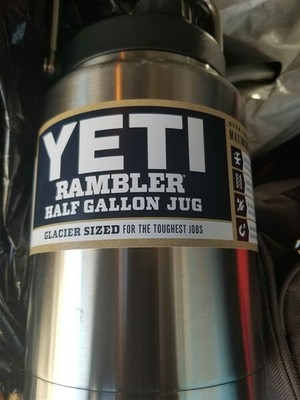 YETI
RAMBLER
HALF GALLON JUG
GLACIER SIZED FOR THE TOUGHEST JOBS